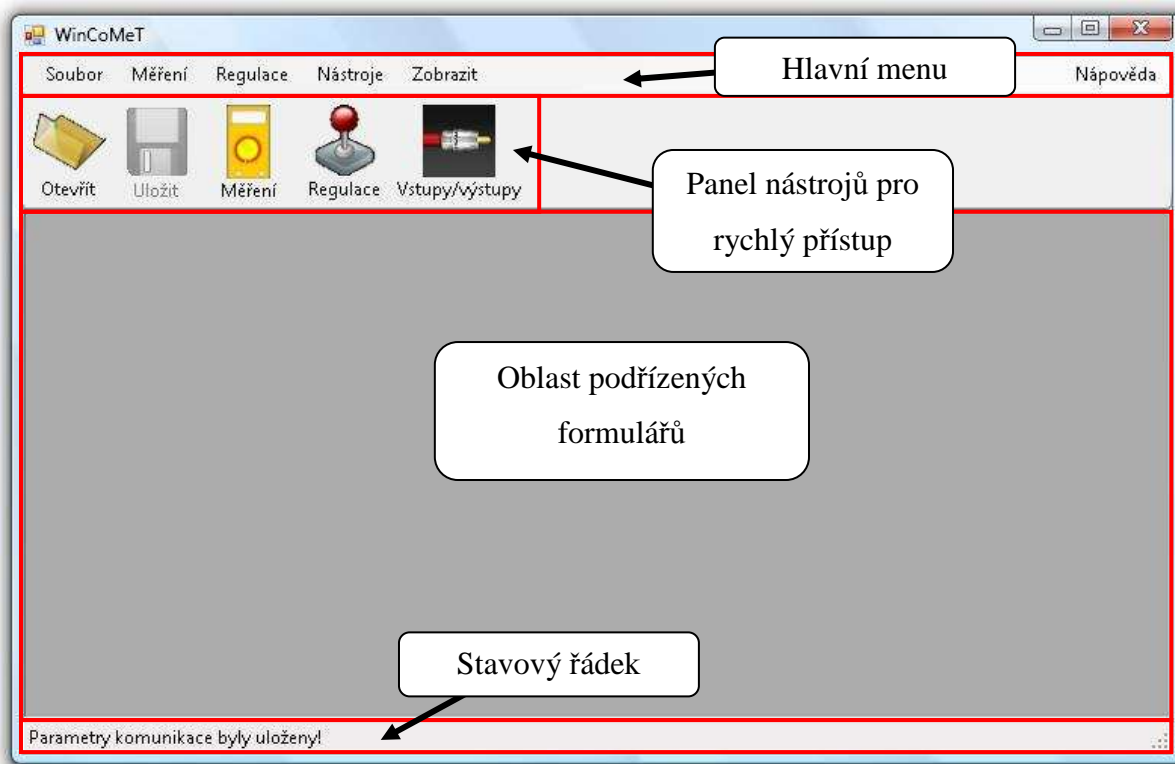 WinCoMeT
Soubor Měření Regulace Nástroje Zobrazit Nápověda
Hlavní menu
Otevřít Uložit Měření Regulace Vstupy/výstupy
Panel nástrojů pro
rychlý přístup
Oblast podřízených
formulářů
Stavový řádek
Parametry komunikace byly uloženy!